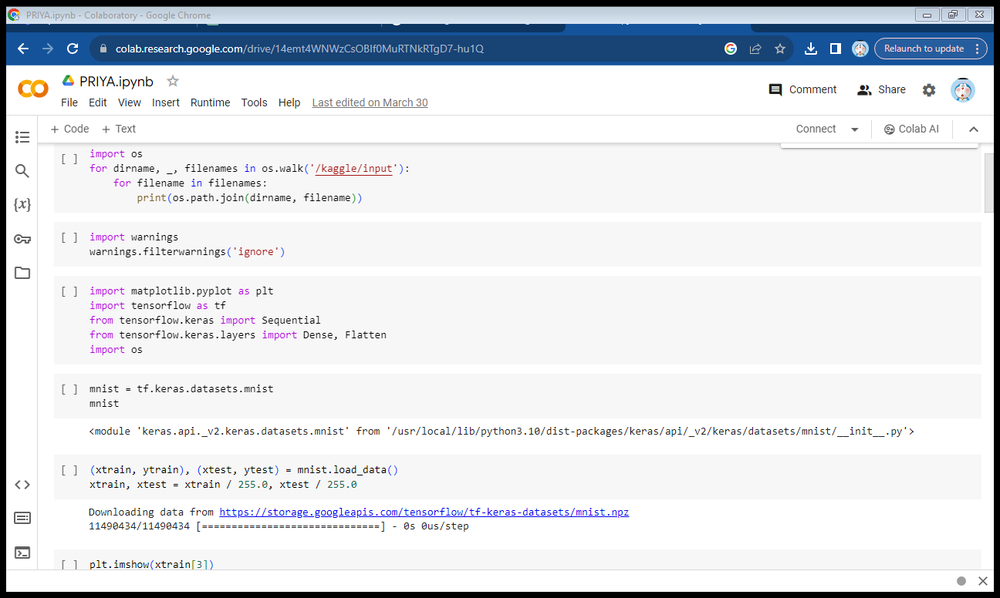 PRIYA.ipynb - Colaboratory - Google Chrome
colab.research.google.com/drive/14emt4WNWzCsOBIf0MuRTNkRTgD7-hu1Q
Relaunch to update
PRIYA.ipynb
File Edit View Insert Runtime Tools Help Last edited on March 30
Comment Share
+ Code + Text
Connect Colab AI
[ ] import os
for dirname, _, filenames in os.walk('/kaggle/input'):
    for filename in filenames:
        print(os.path.join(dirname, filename))
[ ] import warnings
warnings.filterwarnings('ignore')
[ ] import matplotlib.pyplot as plt
import tensorflow as tf
from tensorflow.keras import Sequential
from tensorflow.keras.layers import Dense, Flatten
import os
[ ] mnist = tf.keras.datasets.mnist
mnist
<module 'keras.api._v2.keras.datasets.mnist' from '/usr/local/lib/python3.10/dist-packages/keras/api/_v2/keras/datasets/mnist/__init__.py'>
[ ] (xtrain, ytrain), (xtest, ytest) = mnist.load_data()
xtrain, xtest = xtrain / 255.0, xtest / 255.0
Downloading data from https://storage.googleapis.com/tensorflow/tf-keras-datasets/mnist.npz
11490434/11490434 [==============================] - 0s 0us/step
[ ] plt.imshow(xtrain[3])